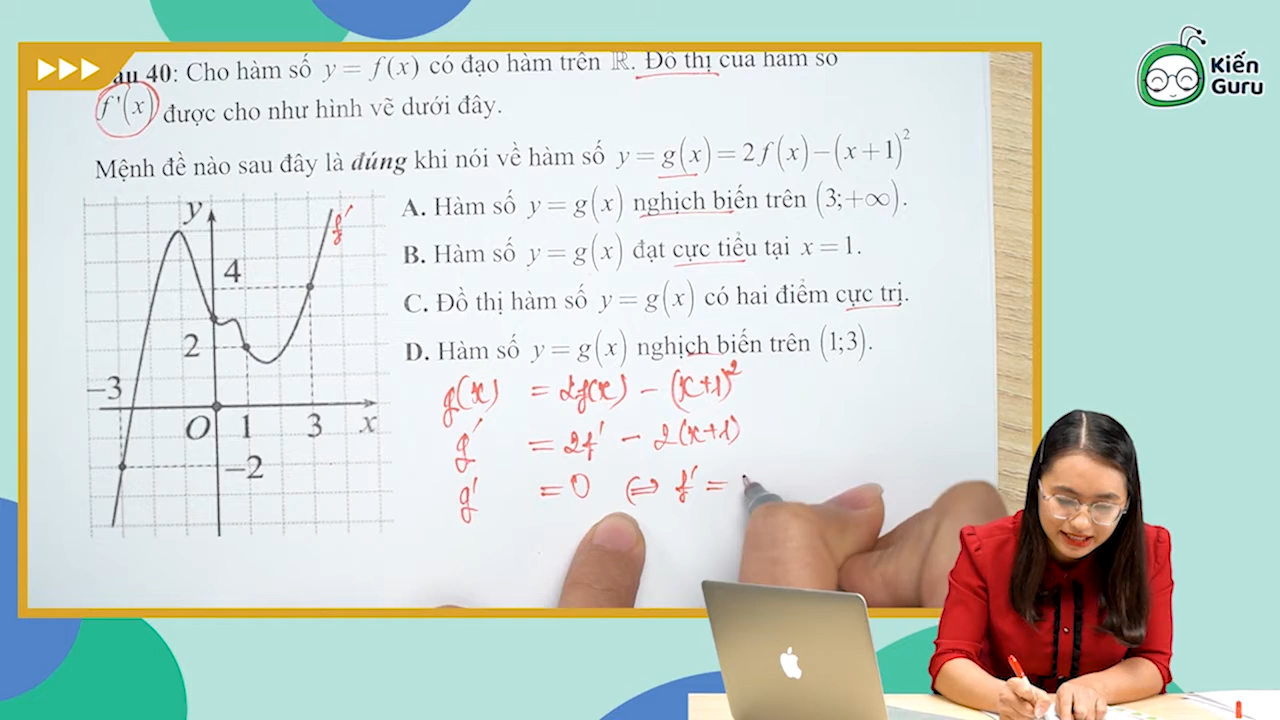 âu 40: Cho hàm số y = f(x) có đạo hàm trên ℝ. Đồ thị của hàm số
f'(x) được cho như hình vẽ dưới đây.
Mệnh đề nào sau đây là đúng khi nói về hàm số y = g(x) = 2f(x) − (x+1)²
A. Hàm số y = g(x) nghịch biến trên (3;+∞).
B. Hàm số y = g(x) đạt cực tiểu tại x = 1.
C. Đồ thị hàm số y = g(x) có hai điểm cực trị.
D. Hàm số y = g(x) nghịch biến trên (1;3).
y
f'
4
2
−3
O 1 3 x
−2
g(x) = 2f(x) − (x+1)²
g' = 2f' − 2(x+1)
g' = 0 ⇔ f' =
Kiến
Guru